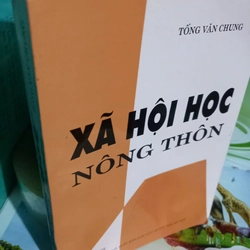 TỐNG VĂN CHUNG
XÃ HỘI HỌC
NÔNG THÔN